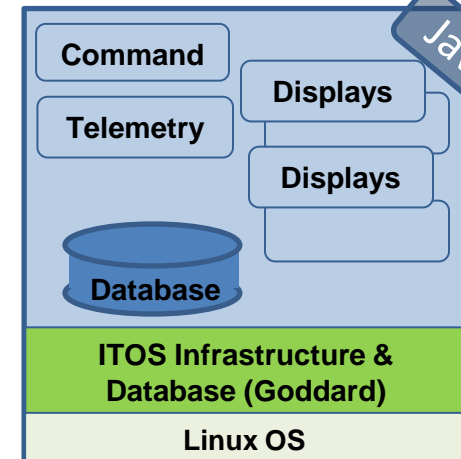 Command
Displays
Telemetry
Displays
Database
ITOS Infrastructure &
Database (Goddard)
Linux OS